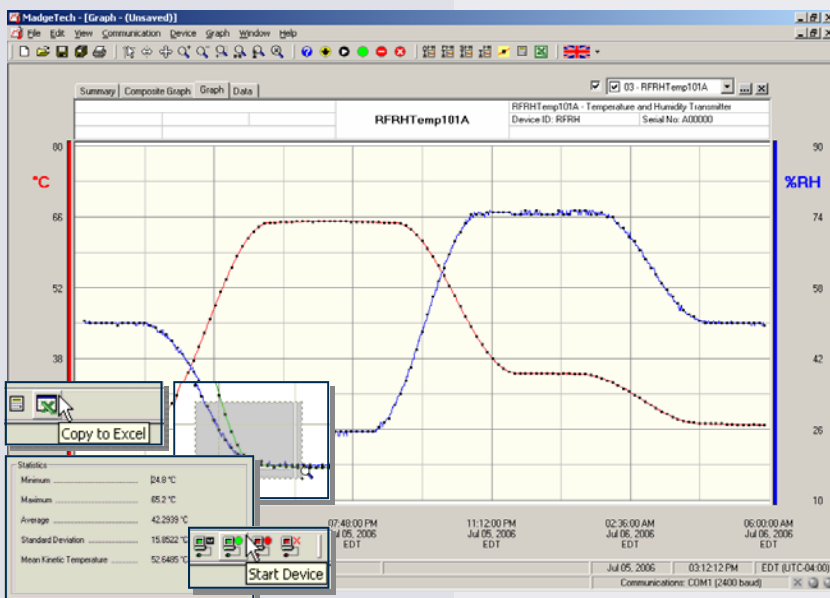 MadgeTech - [Graph - (Unsaved)]
File Edit View Communication Device Graph Window Help
Summary Composite Graph Graph Data
03 - RFRHTemp101A
RFRHTemp101A
RFRHTemp101A - Temperature and Humidity Transmitter
Device ID: RFRH Serial No: A00000
80 90
°C %RH
66 74
52 58
38 42
26
10
Copy to Excel
Statistics
Minimum 24.8 °C
Maximum 65.2 °C
Average 42.2939 °C
Standard Deviation 15.8522 °C
Mean Kinetic Temperature 52.6485 °C
Start Device
07:48:00 PM 11:12:00 PM 02:36:00 AM 06:00:00 AM
Jul 05, 2006 Jul 05, 2006 Jul 06, 2006 Jul 06, 2006
EDT EDT EDT EDT
Jul 05, 2006 03:12:12 PM EDT (UTC-04:00)
Communications: COM1 (2400 baud)